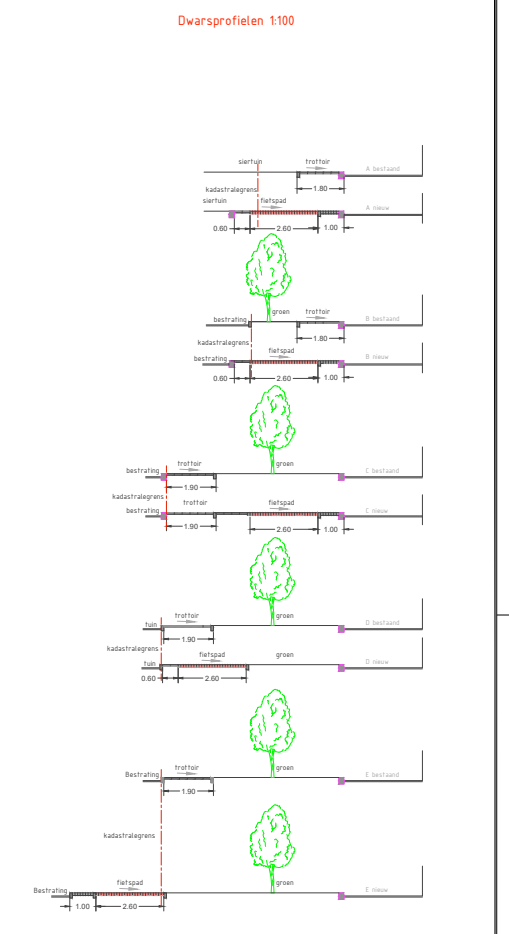 Dwarsprofielen 1:100
siertuin trottoir
A bestaand
kadastralegrens 1.80
siertuin fietspad
A nieuw
0.60 2.60 1.00
groen trottoir
bestrating B bestaand
1.80
kadastralegrens
fietspad
bestrating B nieuw
0.60 2.60 1.00
trottoir groen
bestrating C bestaand
1.90
kadastralegrens
trottoir fietspad
bestrating C nieuw
1.90 2.60 1.00
trottoir groen
tuin D bestaand
1.90
kadastralegrens
fietspad groen
tuin D nieuw
0.60 2.60
trottoir groen
Bestrating E bestaand
1.90
kadastralegrens
fietspad groen
Bestrating E nieuw
1.00 2.60